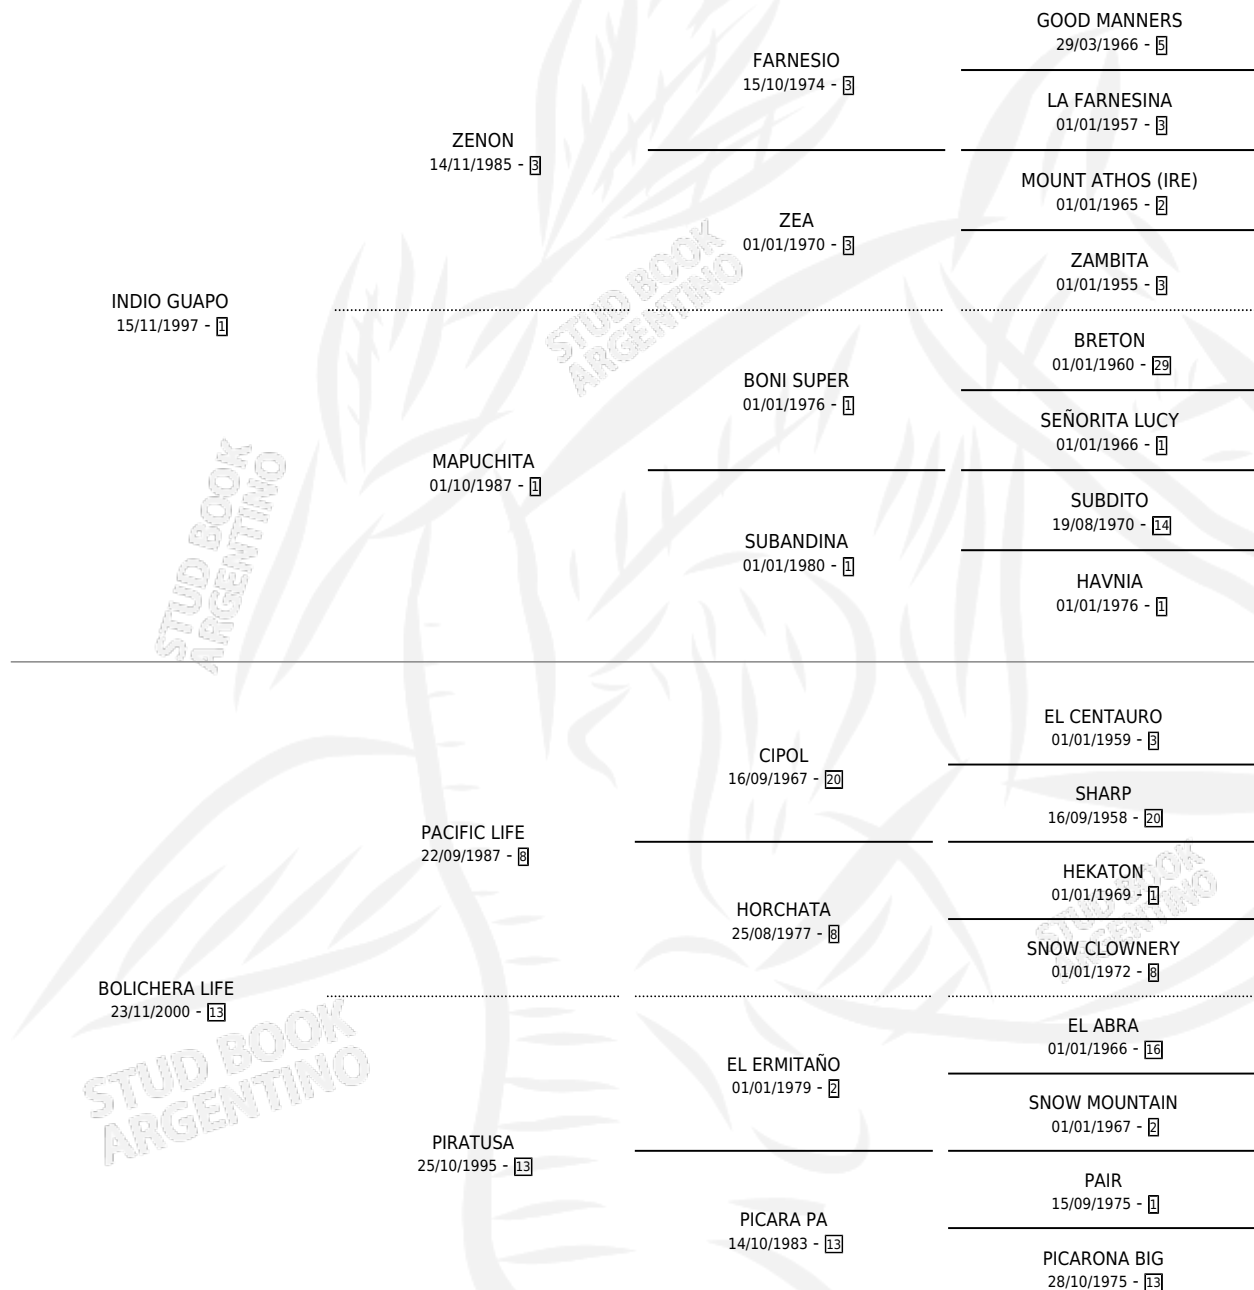 GOOD MANNERS
29/03/1966 - 5
FARNESIO
15/10/1974 - 3
LA FARNESINA
01/01/1957 - 3
ZENON
14/11/1985 - 3
MOUNT ATHOS (IRE)
01/01/1965 - 2
ZEA
01/01/1970 - 3
ZAMBITA
01/01/1955 - 3
INDIO GUAPO
15/11/1997 - 1
BRETON
01/01/1960 - 29
BONI SUPER
01/01/1976 - 1
SEÑORITA LUCY
01/01/1966 - 1
MAPUCHITA
01/10/1987 - 1
SUBDITO
19/08/1970 - 14
SUBANDINA
01/01/1980 - 1
HAVNIA
01/01/1976 - 1
STUD BOOK
ARGENTINO
STUD BOOK
ARGENTINO
EL CENTAURO
01/01/1959 - 3
CIPOL
16/09/1967 - 20
SHARP
16/09/1958 - 20
PACIFIC LIFE
22/09/1987 - 8
HEKATON
01/01/1969 - 1
HORCHATA
25/08/1977 - 8
SNOW CLOWNERY
01/01/1972 - 8
STUD BOOK
ARGENTINO
BOLICHERA LIFE
23/11/2000 - 13
EL ABRA
01/01/1966 - 16
EL ERMITAÑO
01/01/1979 - 2
SNOW MOUNTAIN
01/01/1967 - 2
STUD BOOK
ARGENTINO
PIRATUSA
25/10/1995 - 13
PAIR
15/09/1975 - 1
PICARA PA
14/10/1983 - 13
PICARONA BIG
28/10/1975 - 13